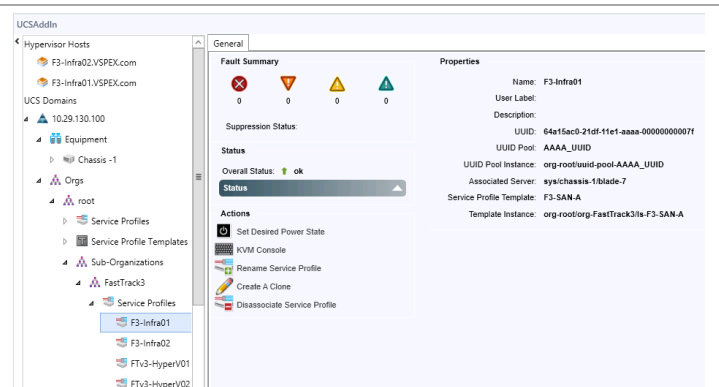 UCSAddIn
Hypervisor Hosts
F3-Infra02.VSPEX.com
F3-Infra01.VSPEX.com
UCS Domains
10.29.130.100
Equipment
Chassis -1
Orgs
root
Service Profiles
Service Profile Templates
Sub-Organizations
FastTrack3
Service Profiles
F3-Infra01
F3-Infra02
FTv3-HyperV01
FTv3-HyperV02
General
Fault Summary
0 0 0 0
Suppression Status:
Status
Overall Status: ok
Status
Actions
Set Desired Power State
KVM Console
Rename Service Profile
Create A Clone
Disassociate Service Profile
Properties
Name: F3-Infra01
User Label:
Description:
UUID: 64a15ac0-21df-11e1-aaaa-00000000007f
UUID Pool: AAAA_UUID
UUID Pool Instance: org-root/uuid-pool-AAAA_UUID
Associated Server: sys/chassis-1/blade-7
Service Profile Template: F3-SAN-A
Template Instance: org-root/org-FastTrack3/ls-F3-SAN-A